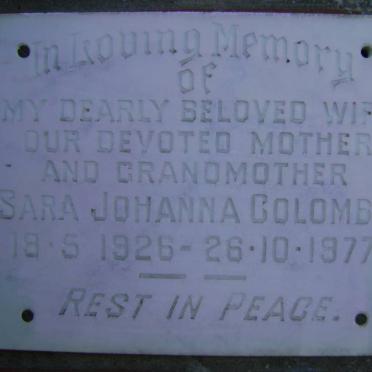 In Loving Memory
of
MY DEARLY BELOVED WIFE
OUR DEVOTED MOTHER
AND GRANDMOTHER
SARA JOHANNA COLOMB
19·5 1926 - 26·10·1977
REST IN PEACE.